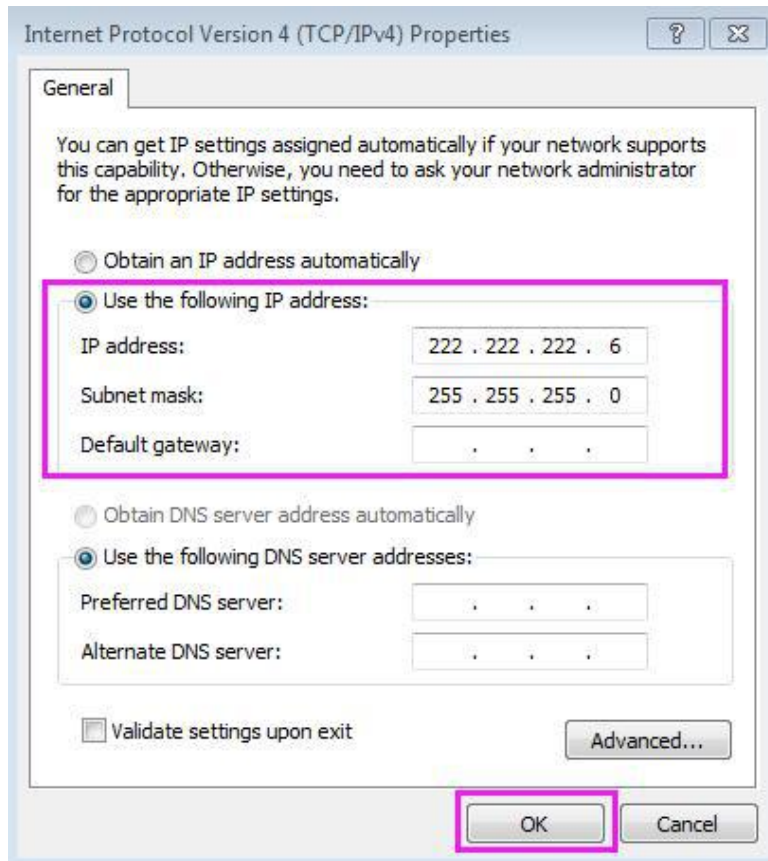 Internet Protocol Version 4 (TCP/IPv4) Properties
General
You can get IP settings assigned automatically if your network supports
this capability. Otherwise, you need to ask your network administrator
for the appropriate IP settings.
Obtain an IP address automatically
Use the following IP address:
IP address: 222 . 222 . 222 . 6
Subnet mask: 255 . 255 . 255 . 0
Default gateway: . . .
Obtain DNS server address automatically
Use the following DNS server addresses:
Preferred DNS server: . . .
Alternate DNS server: . . .
Validate settings upon exit
Advanced...
OK Cancel